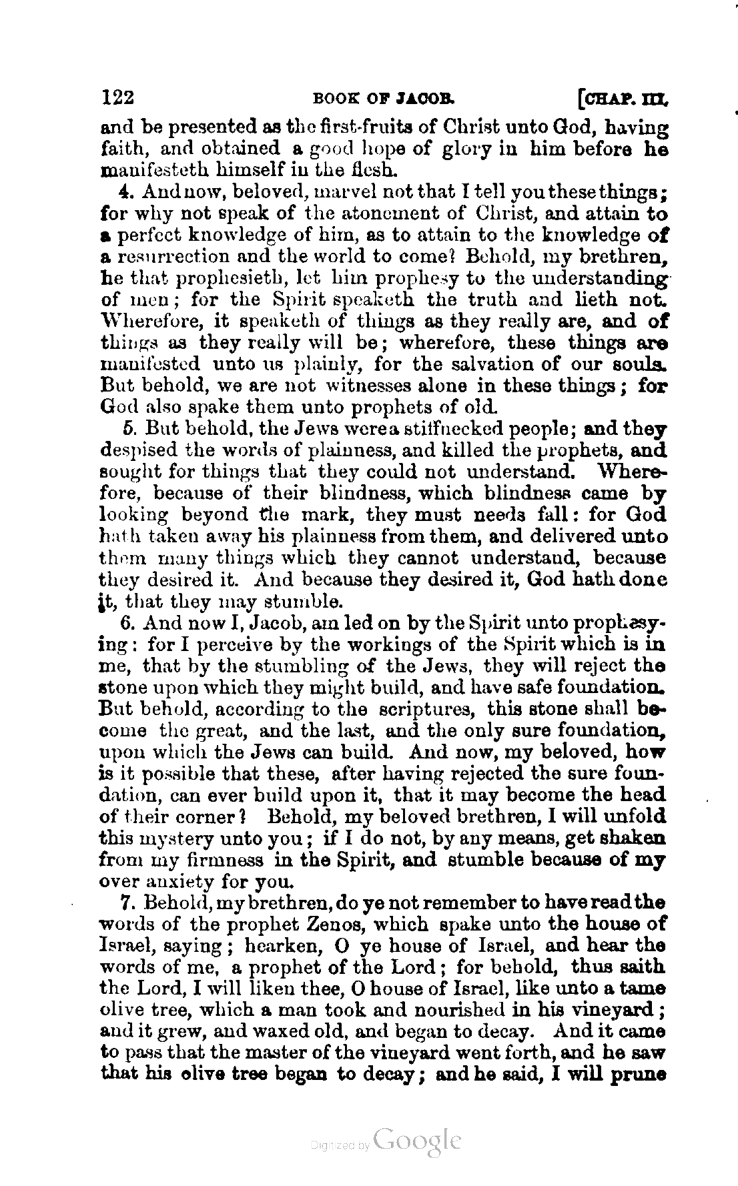 122 BOOK OF JACOB. [CHAP. III.
and be presented as the first-fruits of Christ unto God, having
faith, and obtained a good hope of glory in him before he
manifesteth himself in the flesh.
4. And now, beloved, marvel not that I tell you these things;
for why not speak of the atonement of Christ, and attain to
a perfect knowledge of him, as to attain to the knowledge of
a resurrection and the world to come? Behold, my brethren,
he that prophesieth, let him prophesy to the understanding
of men; for the Spirit speaketh the truth and lieth not.
Wherefore, it speaketh of things as they really are, and of
things as they really will be; wherefore, these things are
manifested unto us plainly, for the salvation of our souls.
But behold, we are not witnesses alone in these things; for
God also spake them unto prophets of old.
5. But behold, the Jews were a stiffnecked people; and they
despised the words of plainness, and killed the prophets, and
sought for things that they could not understand. Where-
fore, because of their blindness, which blindness came by
looking beyond the mark, they must needs fall: for God
hath taken away his plainness from them, and delivered unto
them many things which they cannot understand, because
they desired it. And because they desired it, God hath done
it, that they may stumble.
6. And now I, Jacob, am led on by the Spirit unto prophesy-
ing: for I perceive by the workings of the Spirit which is in
me, that by the stumbling of the Jews, they will reject the
stone upon which they might build, and have safe foundation.
But behold, according to the scriptures, this stone shall be-
come the great, and the last, and the only sure foundation,
upon which the Jews can build. And now, my beloved, how
is it possible that these, after having rejected the sure foun-
dation, can ever build upon it, that it may become the head
of their corner? Behold, my beloved brethren, I will unfold
this mystery unto you; if I do not, by any means, get shaken
from my firmness in the Spirit, and stumble because of my
over anxiety for you.
7. Behold, my brethren, do ye not remember to have read the
words of the prophet Zenos, which spake unto the house of
Israel, saying; hearken, O ye house of Israel, and hear the
words of me, a prophet of the Lord; for behold, thus saith
the Lord, I will liken thee, O house of Israel, like unto a tame
olive tree, which a man took and nourished in his vineyard;
and it grew, and waxed old, and began to decay. And it came
to pass that the master of the vineyard went forth, and he saw
that his olive tree began to decay; and he said, I will prune
Digitized by Google